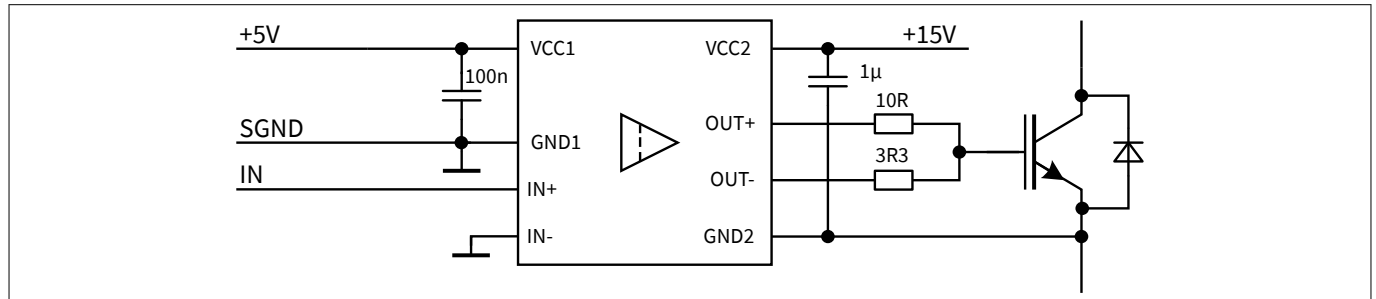 +5V
VCC1
VCC2
+15V
100n
1µ
10R
SGND
GND1
OUT+
3R3
IN
IN+
OUT-
IN-
GND2